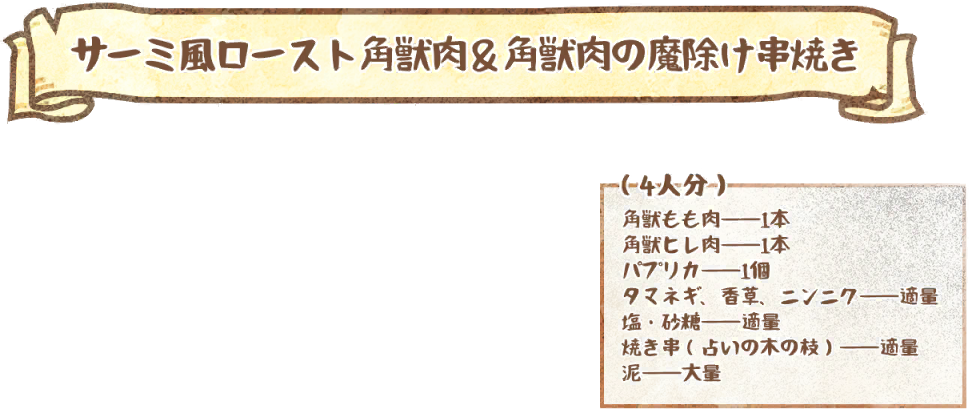 サーミ風ロースト角獣肉&角獣肉の魔除け串焼き
(4人分)
角獣もも肉――1本
角獣ヒレ肉――1本
パプリカ――1個
タマネギ、香草、ニンニク――適量
塩・砂糖――適量
焼き串(占いの木の枝)――適量
泥――大量